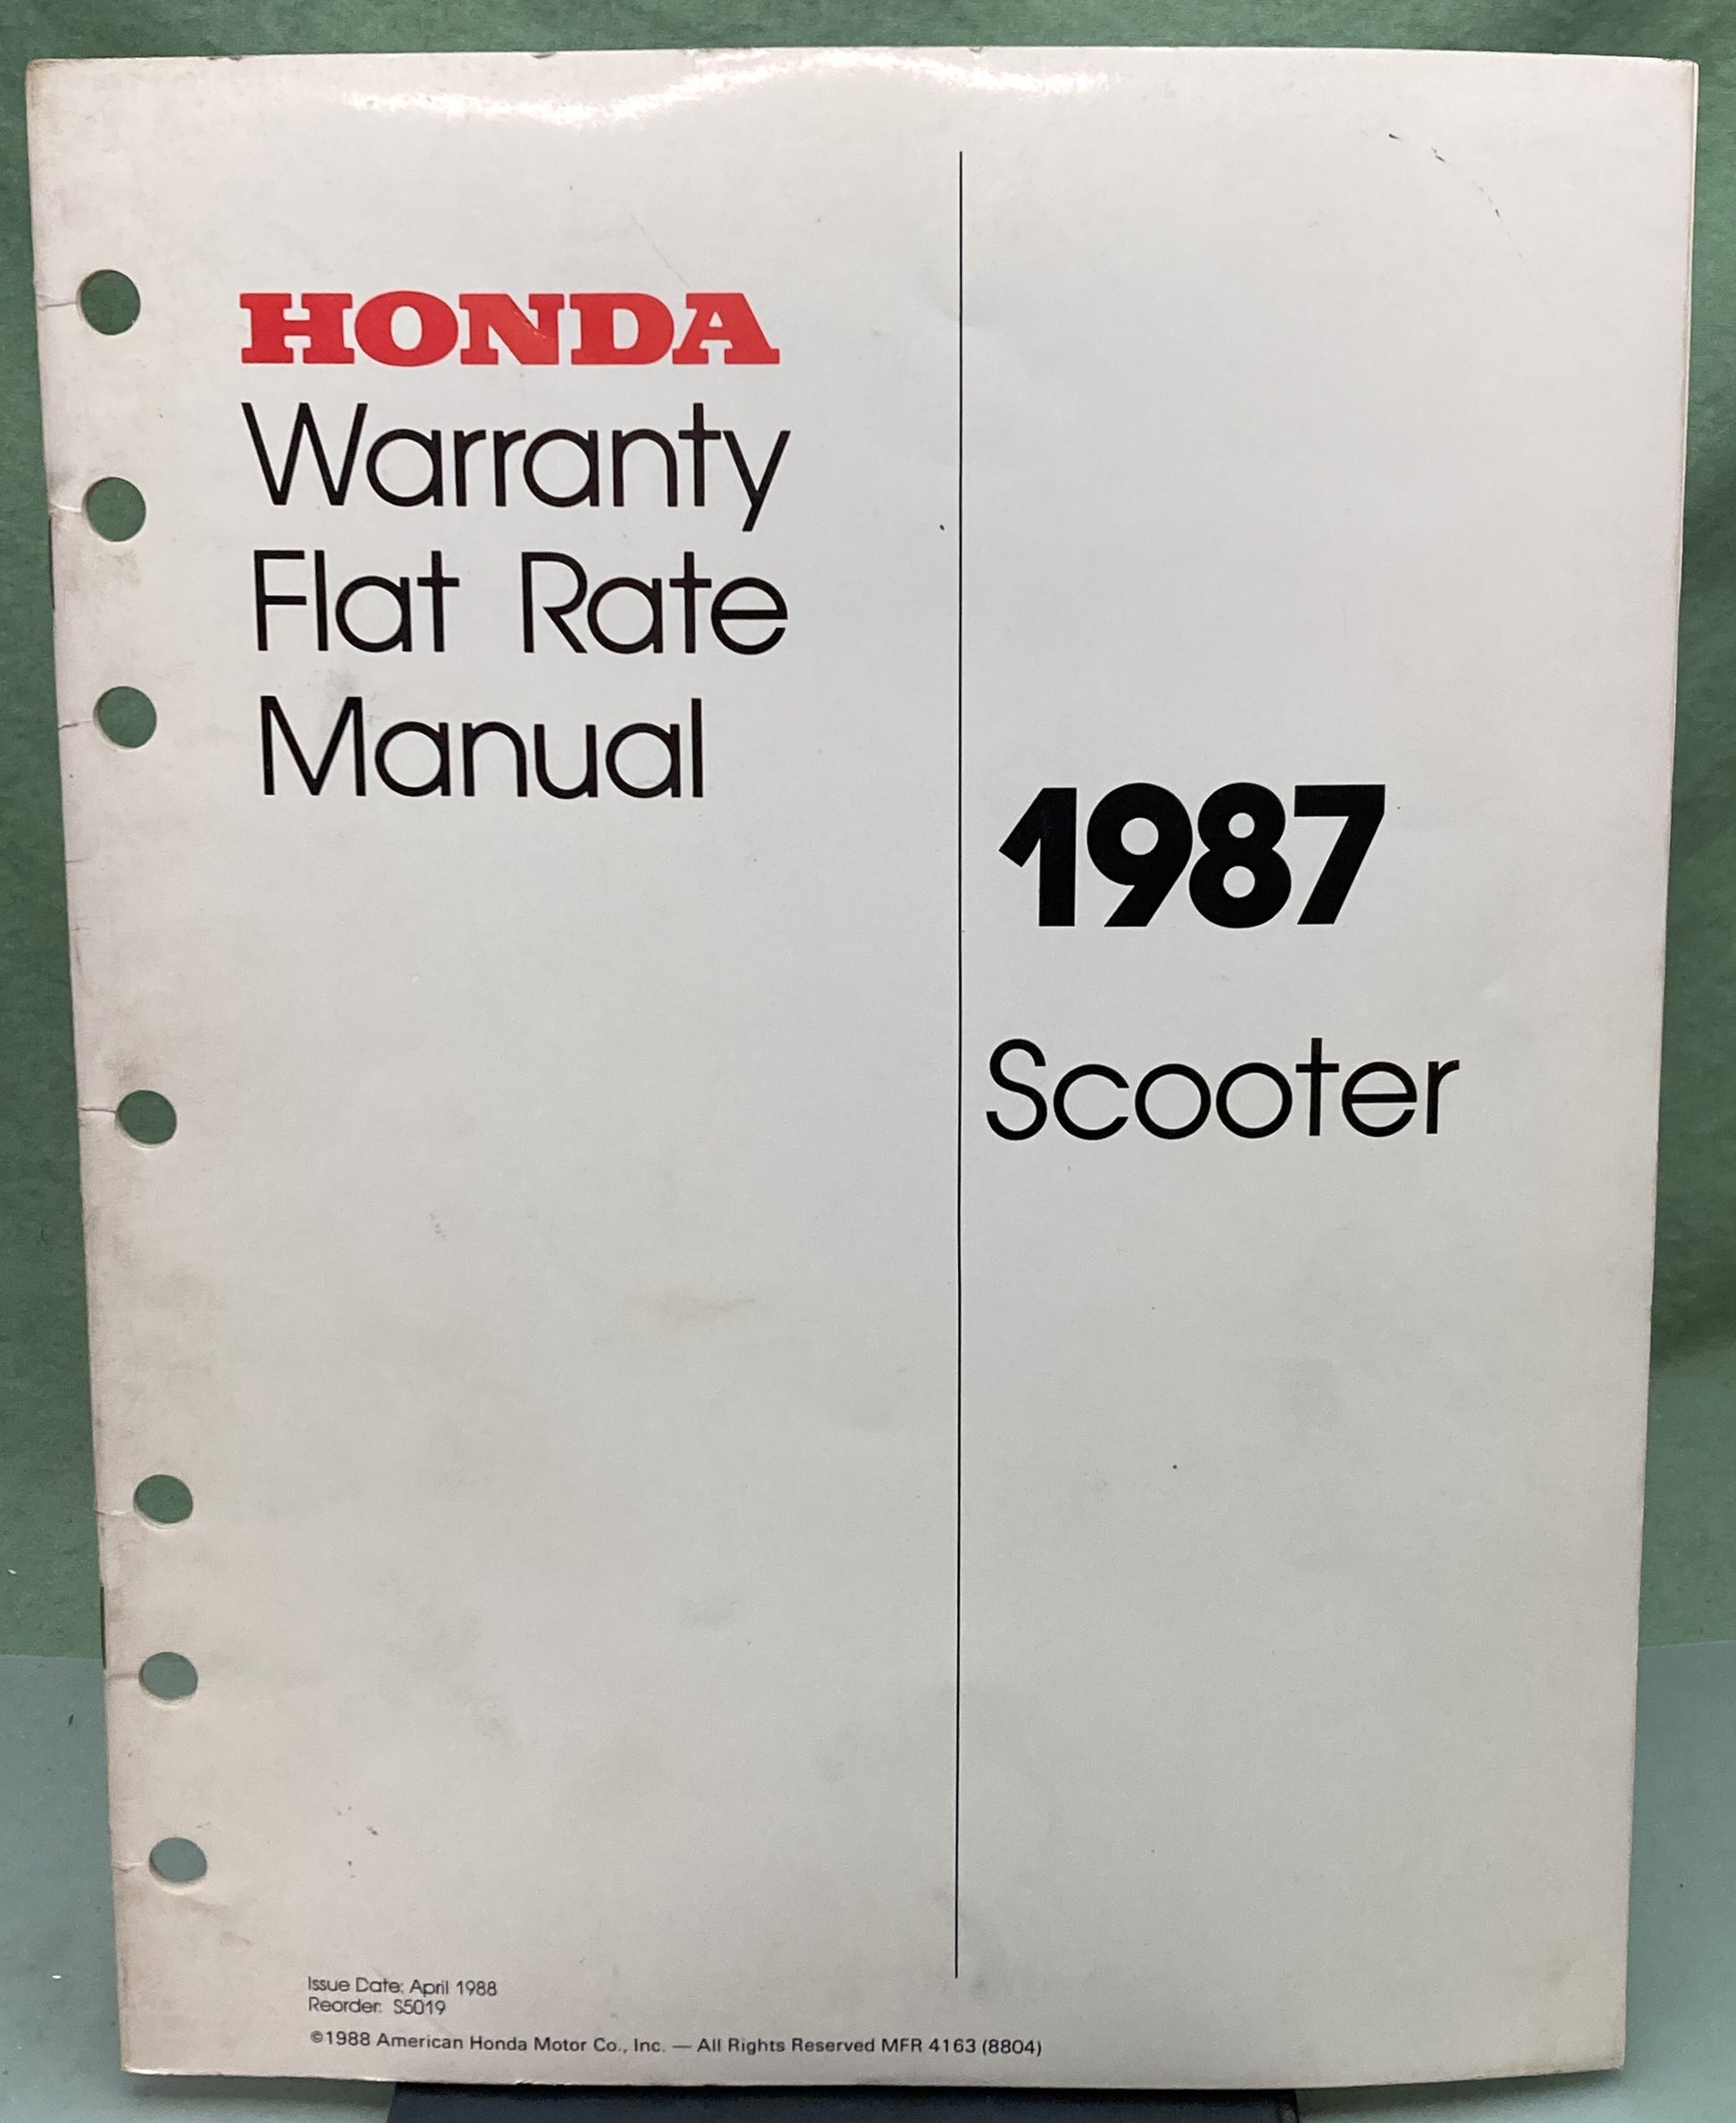 HONDA
Warranty
Flat Rate
Manual
1987
Scooter
Issue Date: April 1988
Reorder: S5019
©1988 American Honda Motor Co., Inc. — All Rights Reserved MFR 4163 (8804)